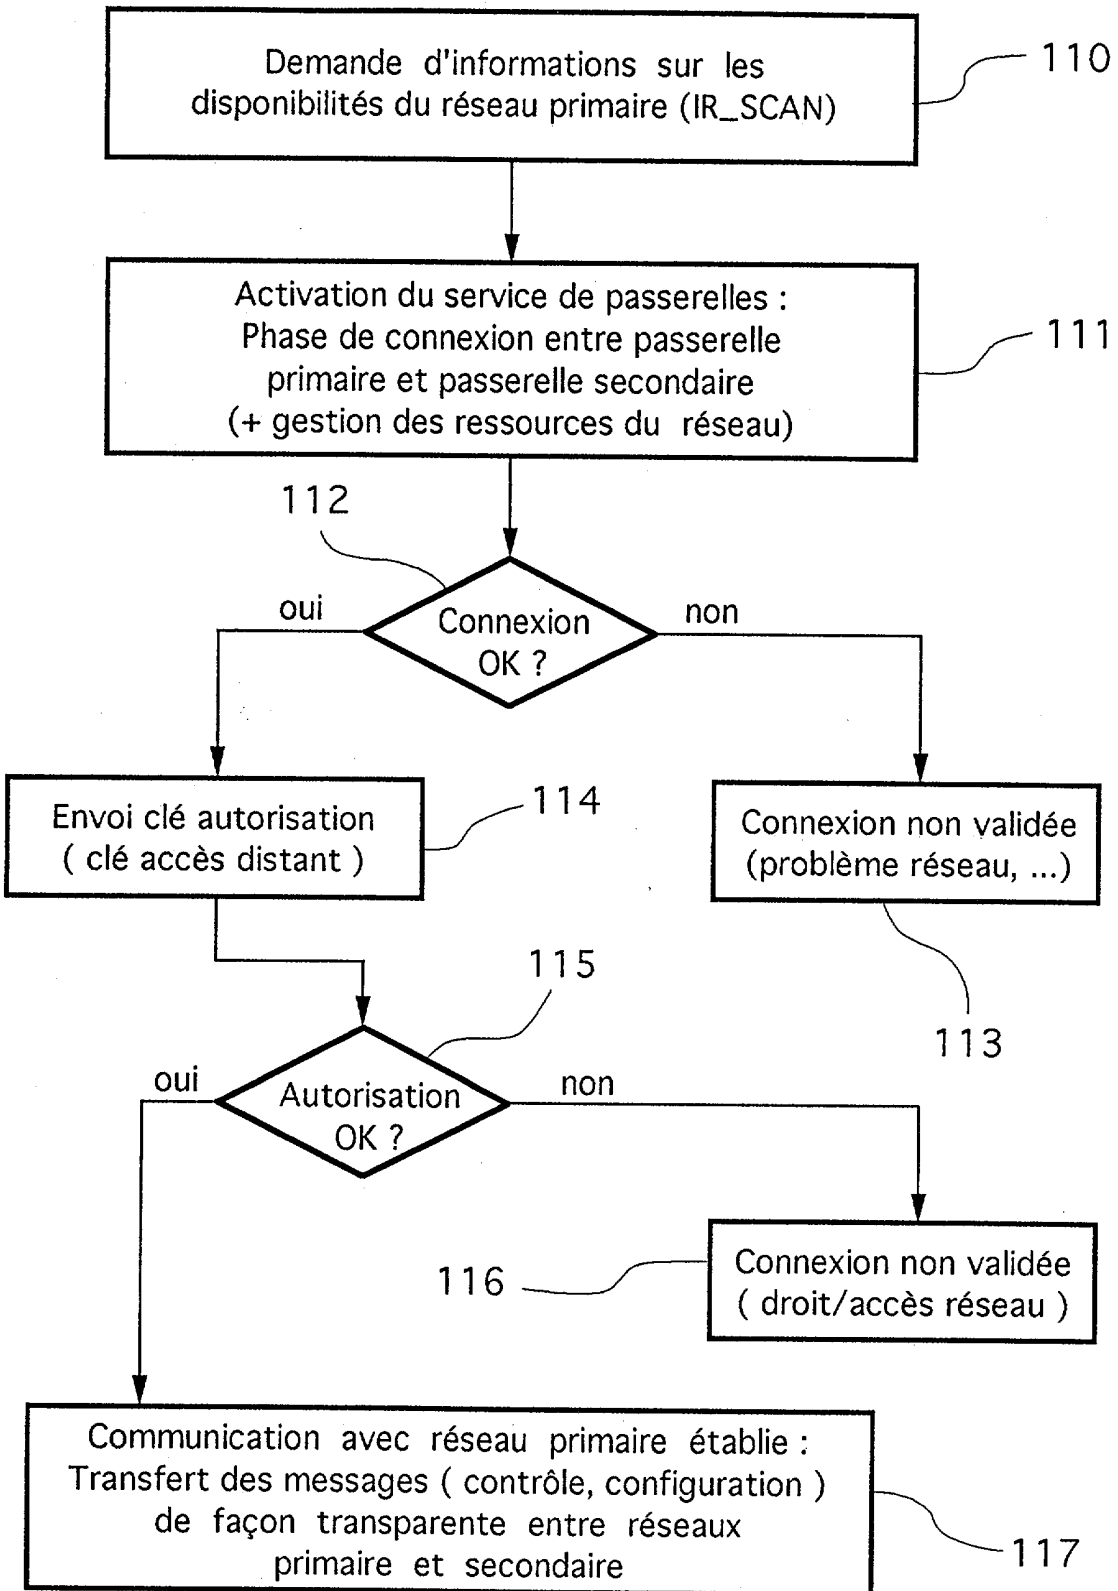 Demande d'informations sur les
disponibilités du réseau primaire (IR_SCAN)
110
Activation du service de passerelles :
Phase de connexion entre passerelle
primaire et passerelle secondaire
(+ gestion des ressources du réseau)
111
112
oui
Connexion
OK ?
non
Envoi clé autorisation
( clé accès distant )
114
Connexion non validée
(problème réseau, ...)
113
115
oui
Autorisation
OK ?
non
116
Connexion non validée
( droit/accès réseau )
Communication avec réseau primaire établie :
Transfert des messages ( contrôle, configuration )
de façon transparente entre réseaux
primaire et secondaire
117